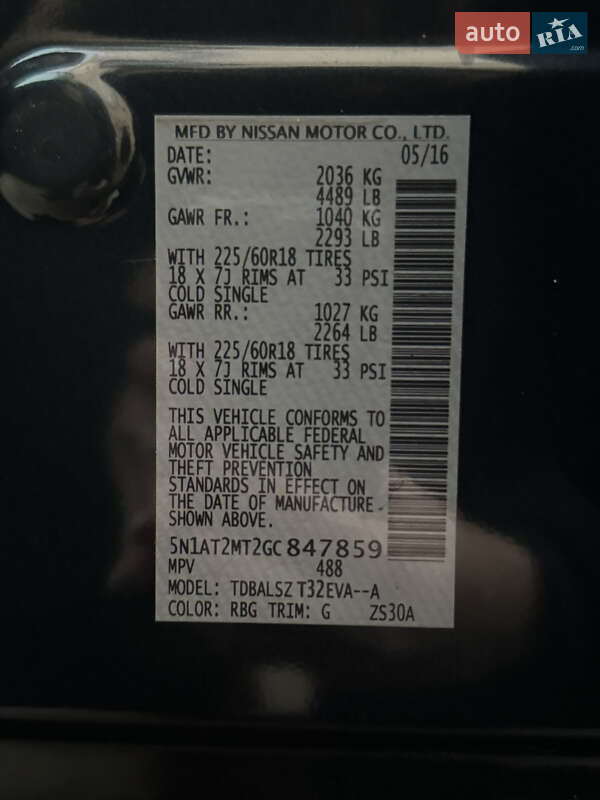 auto RIA.com
MFD BY NISSAN MOTOR CO., LTD.
DATE: 05/16
GVWR: 2036 KG
4489 LB
GAWR FR.: 1040 KG
2293 LB
WITH 225/60R18 TIRES
18 X 7J RIMS AT 33 PSI
COLD SINGLE
GAWR RR.: 1027 KG
2264 LB
WITH 225/60R18 TIRES
18 X 7J RIMS AT 33 PSI
COLD SINGLE
THIS VEHICLE CONFORMS TO
ALL APPLICABLE FEDERAL
MOTOR VEHICLE SAFETY AND
THEFT PREVENTION
STANDARDS IN EFFECT ON
THE DATE OF MANUFACTURE
SHOWN ABOVE.
5N1AT2MT2GC847859
MPV 488
MODEL: TDBALSZ T32EVA--A
COLOR: RBG TRIM: G ZS30A